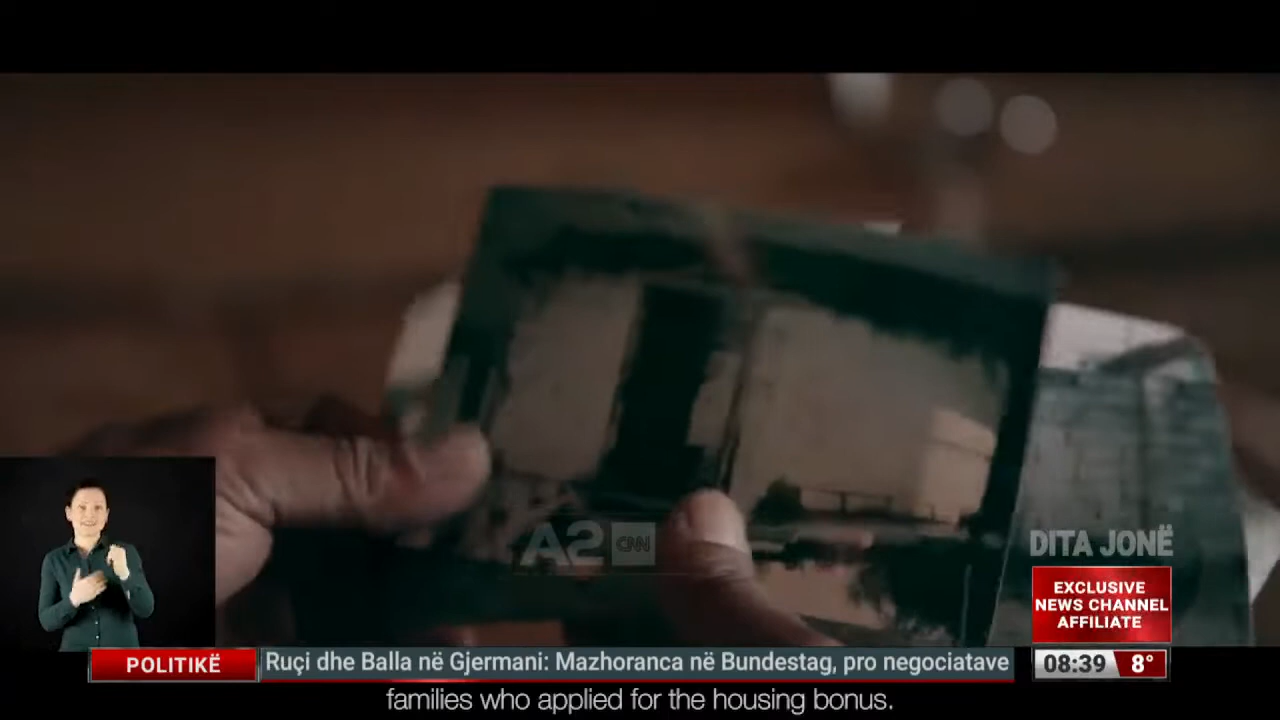 A2 CNN
DITA JONË
EXCLUSIVE
NEWS CHANNEL
AFFILIATE
08:39 8°
POLITIKË
Ruçi dhe Balla në Gjermani: Mazhoranca në Bundestag, pro negociatave
families who applied for the housing bonus.